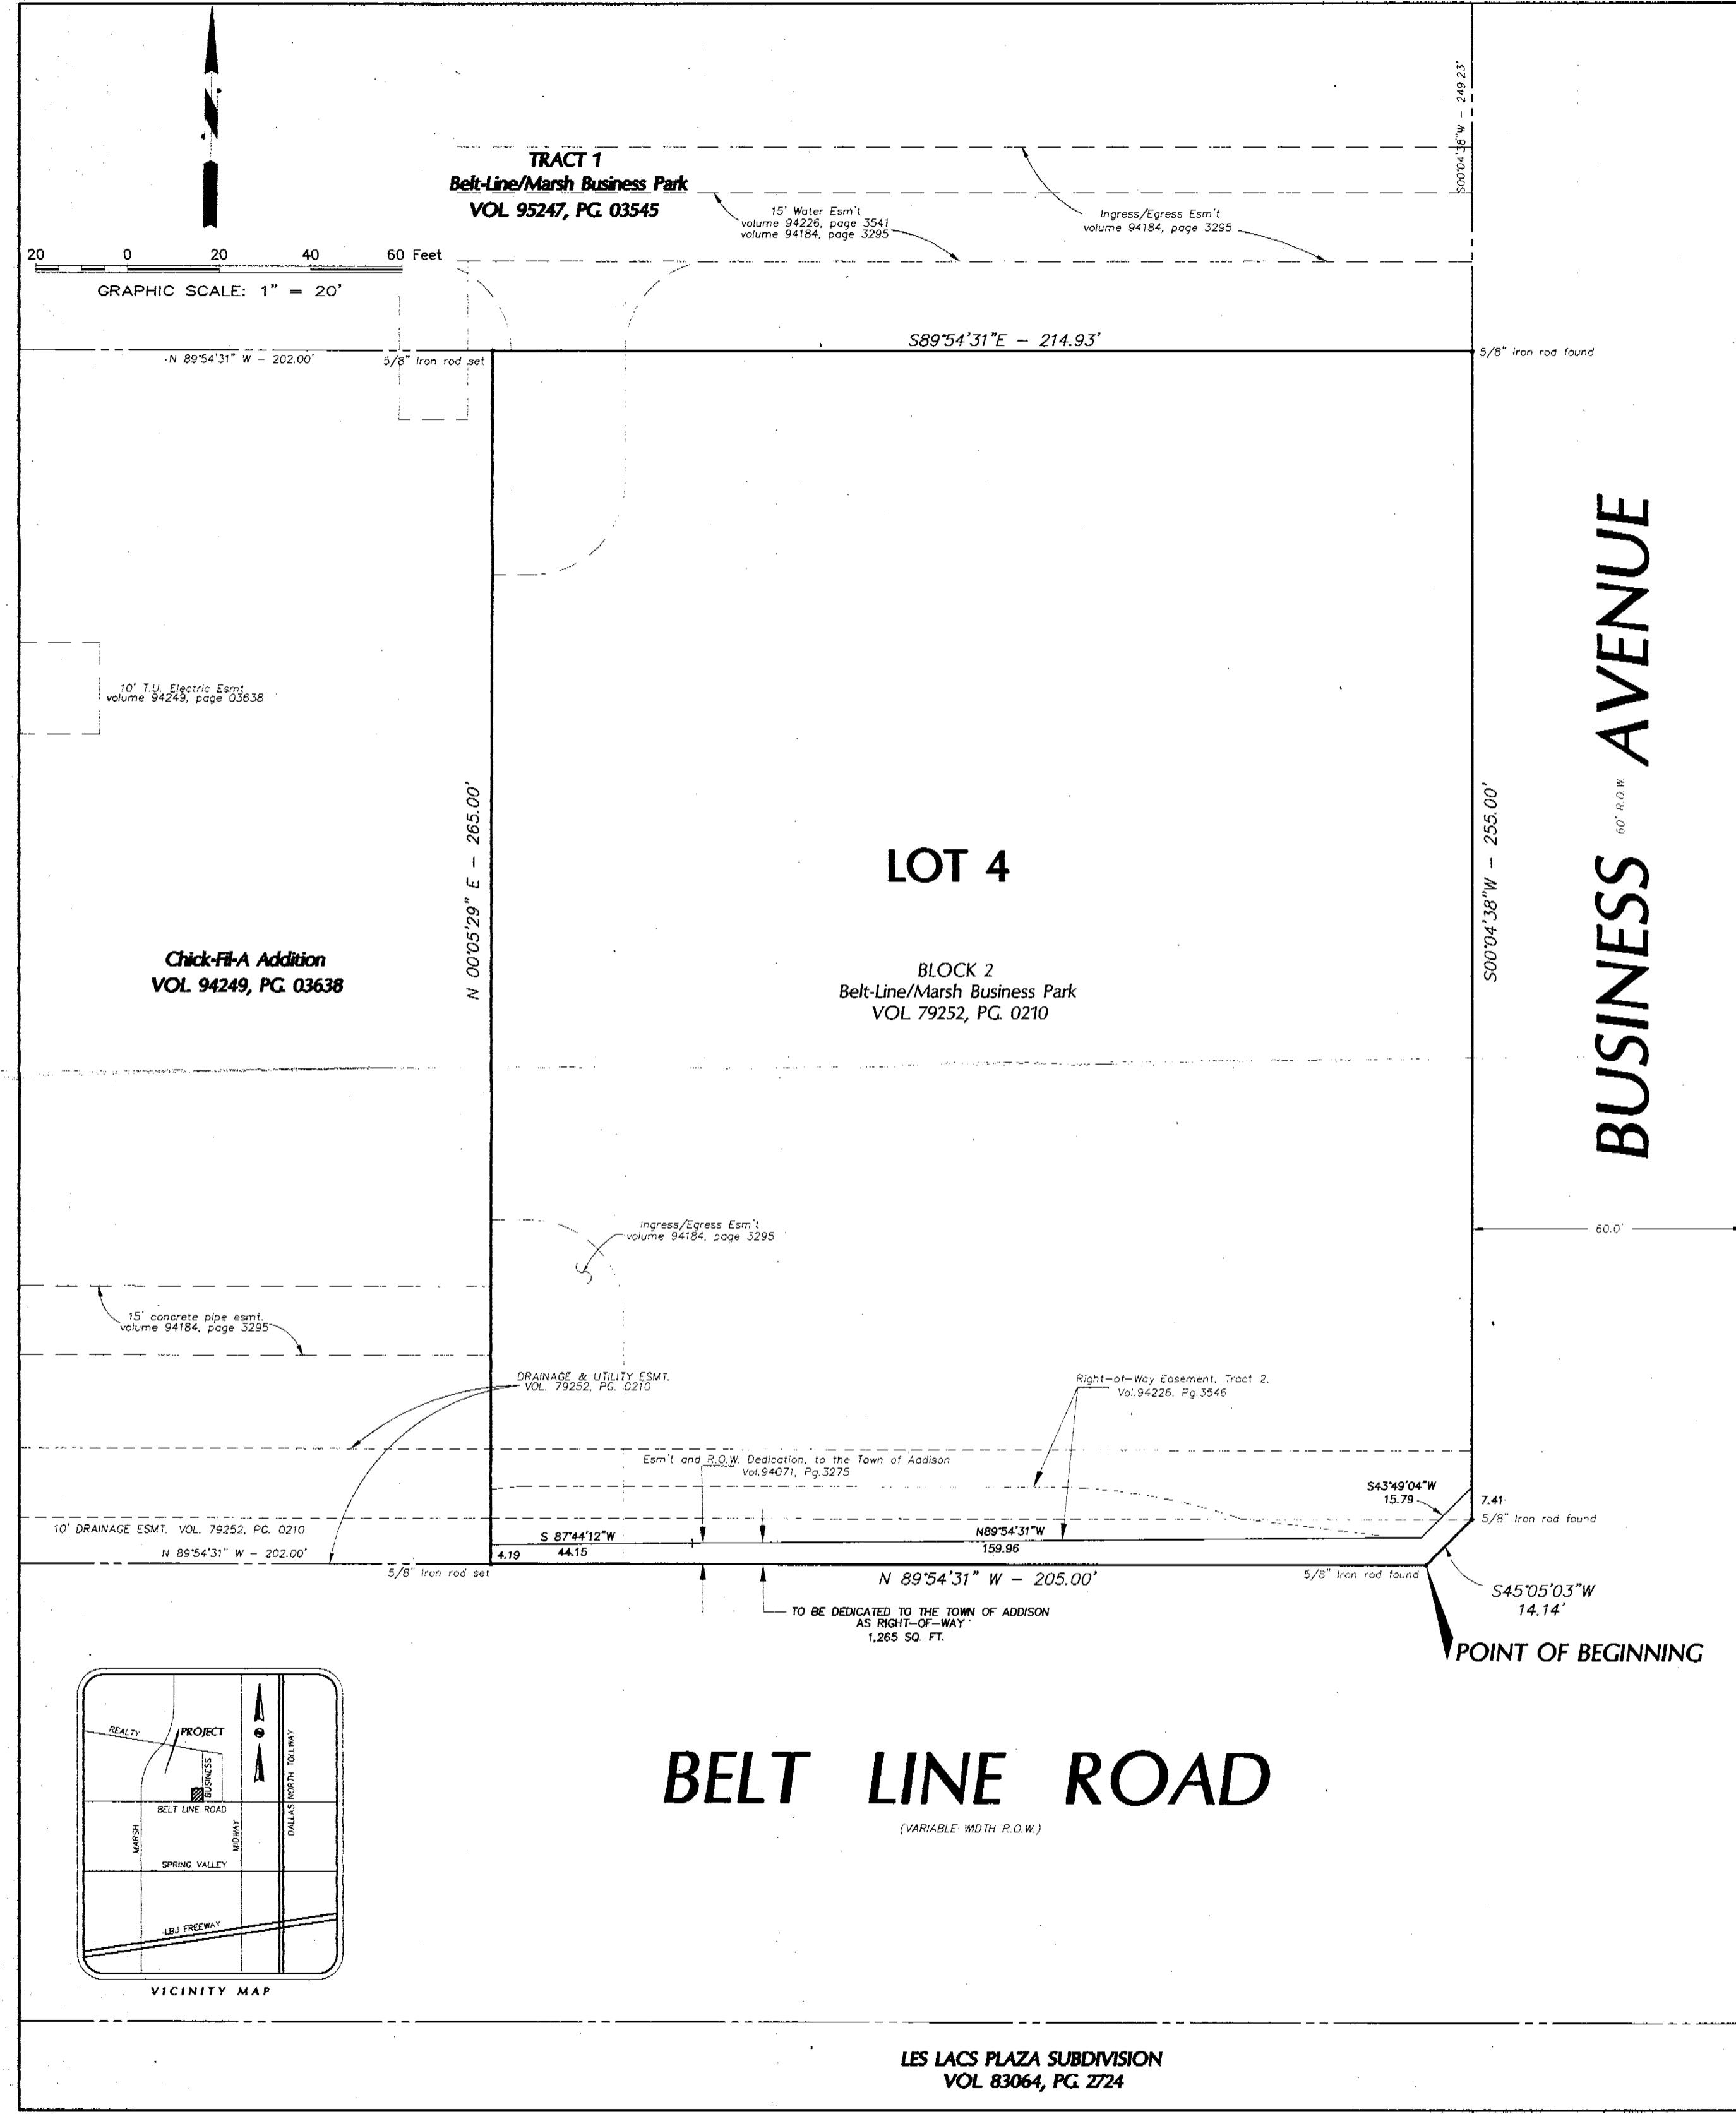 S00°04'38"W - 249.23'
TRACT 1
Belt-Line/Marsh Business Park
VOL 95247, PG. 03545
15' Water Esm't
volume 94226, page 3541
volume 94184, page 3295
Ingress/Egress Esm't
volume 94184, page 3295
20 0 20 40 60 Feet
GRAPHIC SCALE: 1" = 20'
S89°54'31"E - 214.93'
N 89°54'31" W - 202.00'
5/8" Iron rod set
5/8" iron rod found
BUSINESS 60' R.O.W. AVENUE
10' T.U. Electric Esmt.
volume 94249, page 03638
N 00°05'29" E - 265.00'
S00°04'38"W - 255.00'
LOT 4
Chick-Fil-A Addition
VOL. 94249, PG. 03638
BLOCK 2
Belt-Line/Marsh Business Park
VOL. 79252, PG. 0210
Ingress/Egress Esm't
volume 94184, page 3295
60.0'
15' concrete pipe esmt.
volume 94184, page 3295
DRAINAGE & UTILITY ESMT.
VOL. 79252, PG. 0210
Right-of-Way Easement, Tract 2,
Vol.94226, Pg.3546
Esm't and R.O.W. Dedication, to the Town of Addison
Vol.94071, Pg.3275
S43°49'04"W
15.79
7.41
5/8" Iron rod found
10' DRAINAGE ESMT. VOL. 79252, PG. 0210
S 87°44'12"W
44.15
N89°54'31"W
159.96
N 89°54'31" W - 202.00'
4.19
5/8" Iron rod set
N 89°54'31" W - 205.00'
5/8" Iron rod found
S45°05'03"W
14.14'
TO BE DEDICATED TO THE TOWN OF ADDISON
AS RIGHT-OF-WAY
1,265 SQ. FT.
POINT OF BEGINNING
REALTY
PROJECT
N
BUSINESS
BELT LINE ROAD
DALLAS NORTH TOLLWAY
MARSH
MIDWAY
SPRING VALLEY
LBJ FREEWAY
VICINITY MAP
BELT LINE ROAD
(VARIABLE WIDTH R.O.W.)
LES LACS PLAZA SUBDIVISION
VOL 83064, PG. 2724